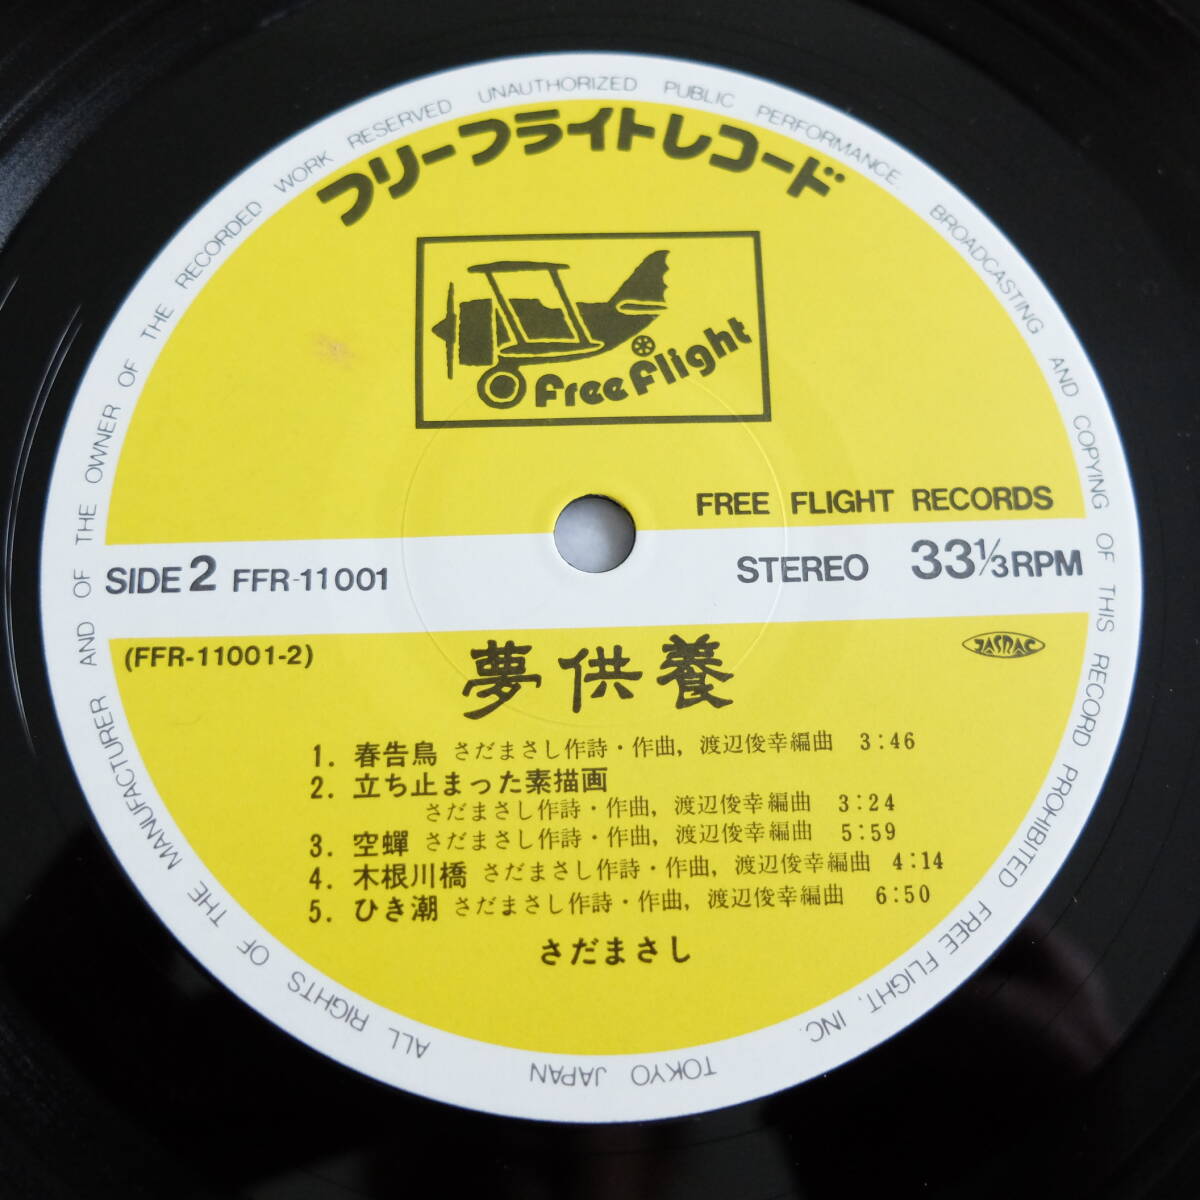 ALL RIGHTS OF THE MANUFACTURER AND OF THE OWNER OF THE RECORDED WORK RESERVED UNAUTHORIZED PUBLIC PERFORMANCE. BROADCASTING AND COPYING OF THIS RECORD PROHIBITED FREE FLIGHT, INC. TOKYO JAPAN
フリーフライトレコード
Free Flight
FREE FLIGHT RECORDS
SIDE 2 FFR-11001 STEREO 33⅓RPM
(FFR-11001-2)
JASRAC
夢供養
1. 春告鳥 さだまさし作詩・作曲, 渡辺俊幸編曲 3:46
2. 立ち止まった素描画
さだまさし作詩・作曲, 渡辺俊幸編曲 3:24
3. 空蟬 さだまさし作詩・作曲, 渡辺俊幸編曲 5:59
4. 木根川橋 さだまさし作詩・作曲, 渡辺俊幸編曲 4:14
5. ひき潮 さだまさし作詩・作曲, 渡辺俊幸編曲 6:50
さだまさし